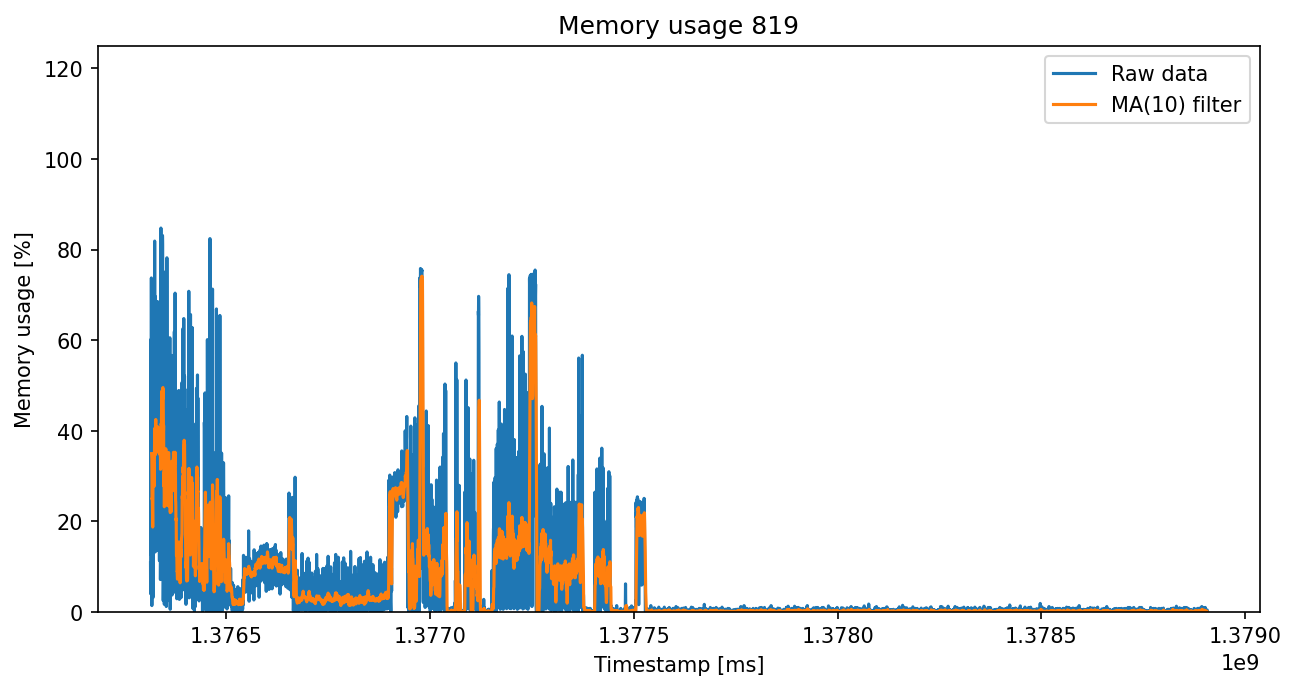 Memory usage 819
Raw data
MA(10) filter
Memory usage [%]
120
100
80
60
40
20
0
1.3765 1.3770 1.3775 1.3780 1.3785 1.3790
1e9
Timestamp [ms]